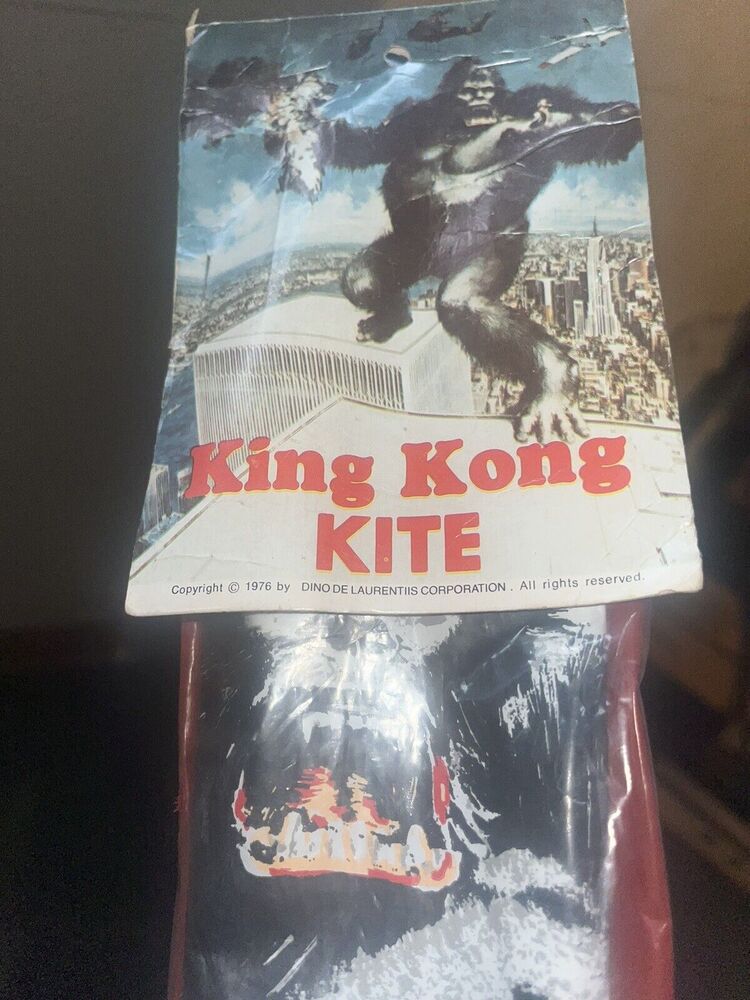 King Kong
KITE
Copyright © 1976 by DINO DE LAURENTIIS CORPORATION . All rights reserved.